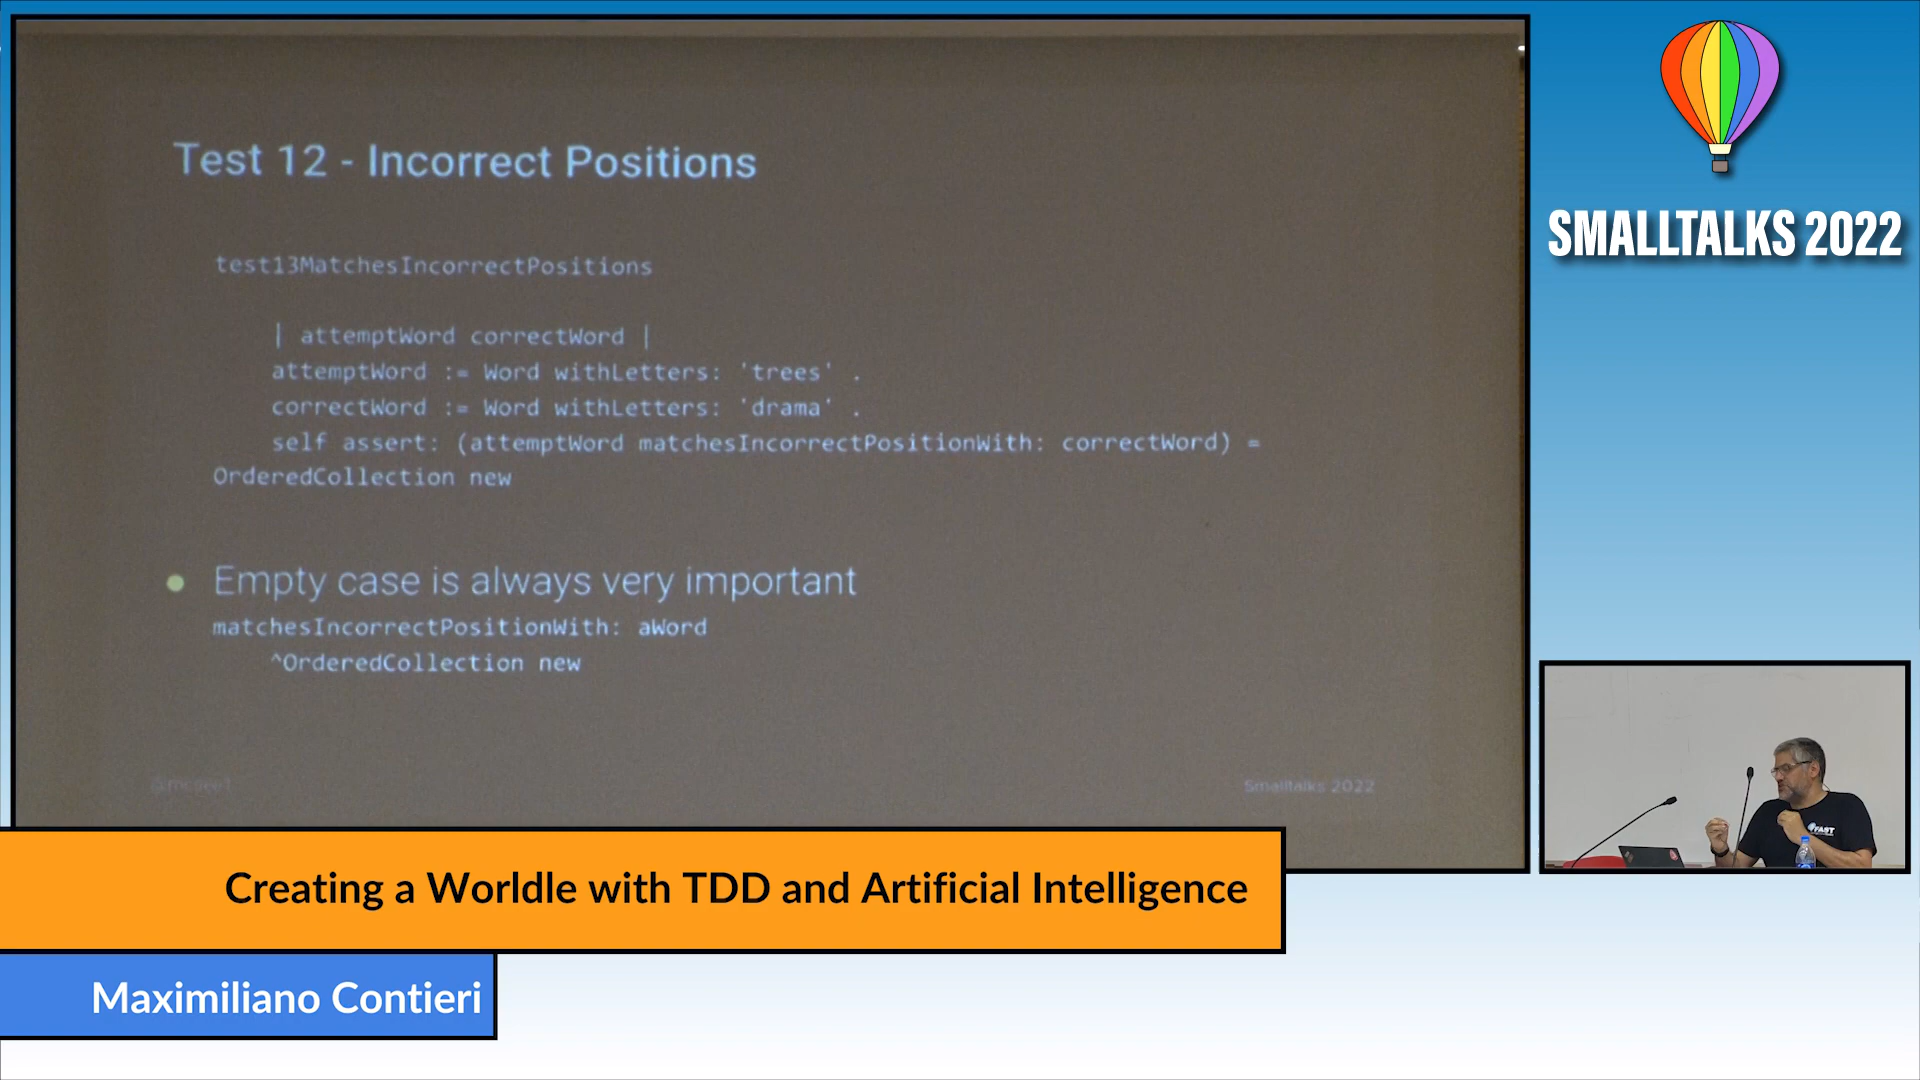 Test 12 - Incorrect Positions
test13MatchesIncorrectPositions
| attemptWord correctWord |
attemptWord := Word withLetters: 'trees' .
correctWord := Word withLetters: 'drama' .
self assert: (attemptWord matchesIncorrectPositionWith: correctWord) =
OrderedCollection new
● Empty case is always very important
matchesIncorrectPositionWith: aWord
^OrderedCollection new
Smalltalks 2022
SMALLTALKS 2022
FAST
Creating a Worldle with TDD and Artificial Intelligence
Maximiliano Contieri